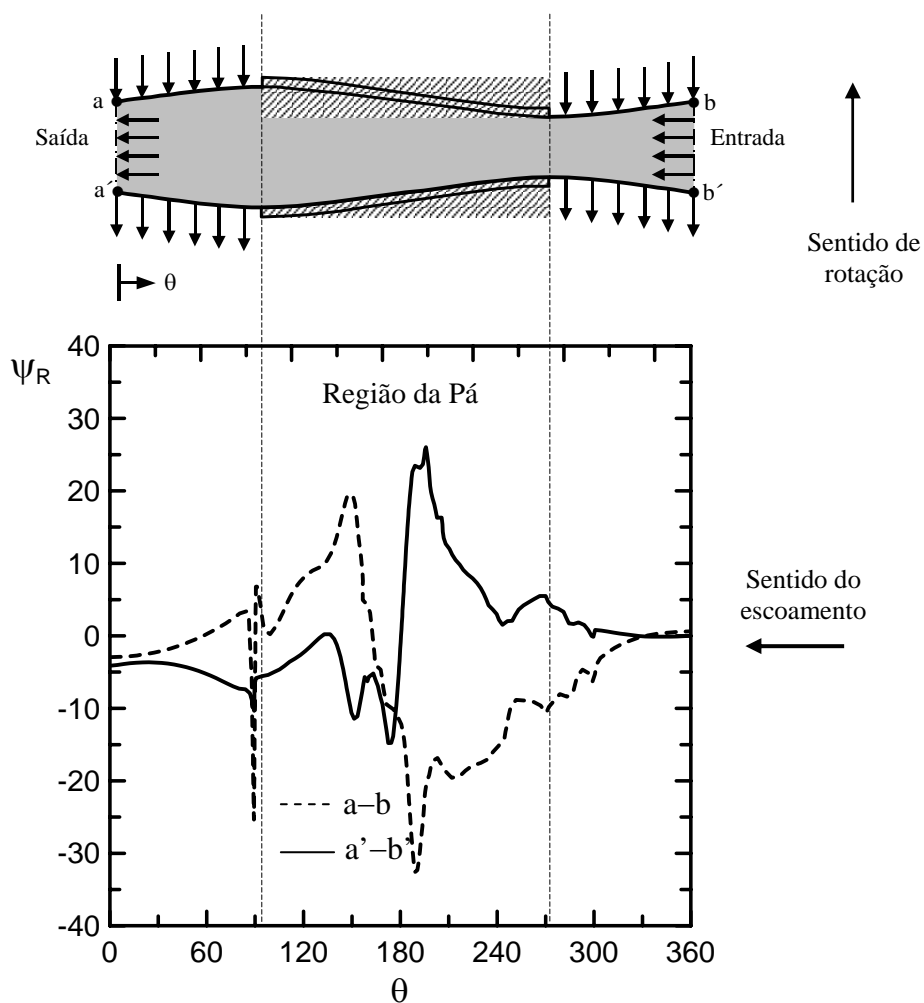 a
b
Saída
Entrada
a´
b´
θ
Sentido de
rotação
40
ψR
Região da Pá
30
20
10
0
Sentido do
escoamento
-10
-20
a–b
-30
a’–b’
-40
0
60
120
180
240
300
360
θ